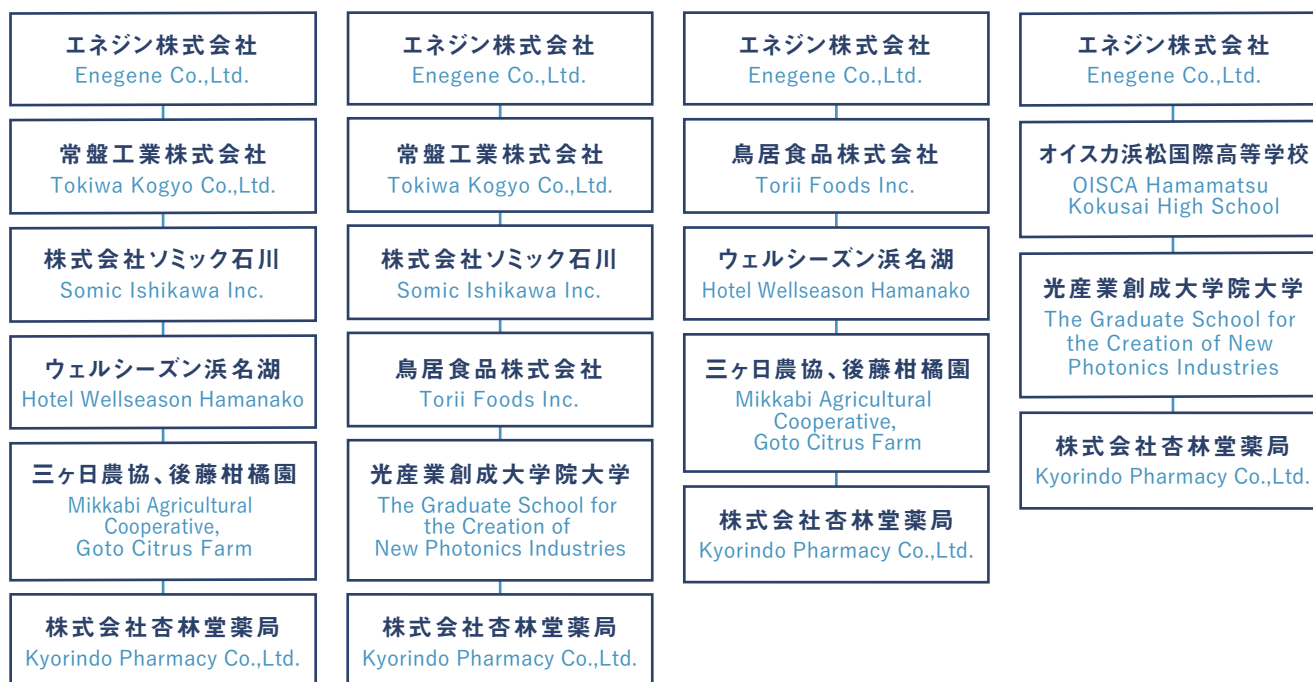 エネジン株式会社
Enegene Co.,Ltd.
常盤工業株式会社
Tokiwa Kogyo Co.,Ltd.
株式会社ソミック石川
Somic Ishikawa Inc.
ウェルシーズン浜名湖
Hotel Wellseason Hamanako
三ヶ日農協、後藤柑橘園
Mikkabi Agricultural
Cooperative,
Goto Citrus Farm
株式会社杏林堂薬局
Kyorindo Pharmacy Co.,Ltd.
エネジン株式会社
Enegene Co.,Ltd.
常盤工業株式会社
Tokiwa Kogyo Co.,Ltd.
株式会社ソミック石川
Somic Ishikawa Inc.
鳥居食品株式会社
Torii Foods Inc.
光産業創成大学院大学
The Graduate School for
the Creation of
New Photonics Industries
株式会社杏林堂薬局
Kyorindo Pharmacy Co.,Ltd.
エネジン株式会社
Enegene Co.,Ltd.
鳥居食品株式会社
Torii Foods Inc.
ウェルシーズン浜名湖
Hotel Wellseason Hamanako
三ヶ日農協、後藤柑橘園
Mikkabi Agricultural
Cooperative,
Goto Citrus Farm
株式会社杏林堂薬局
Kyorindo Pharmacy Co.,Ltd.
エネジン株式会社
Enegene Co.,Ltd.
オイスカ浜松国際高等学校
OISCA Hamamatsu
Kokusai High School
光産業創成大学院大学
The Graduate School for
the Creation of New
Photonics Industries
株式会社杏林堂薬局
Kyorindo Pharmacy Co.,Ltd.